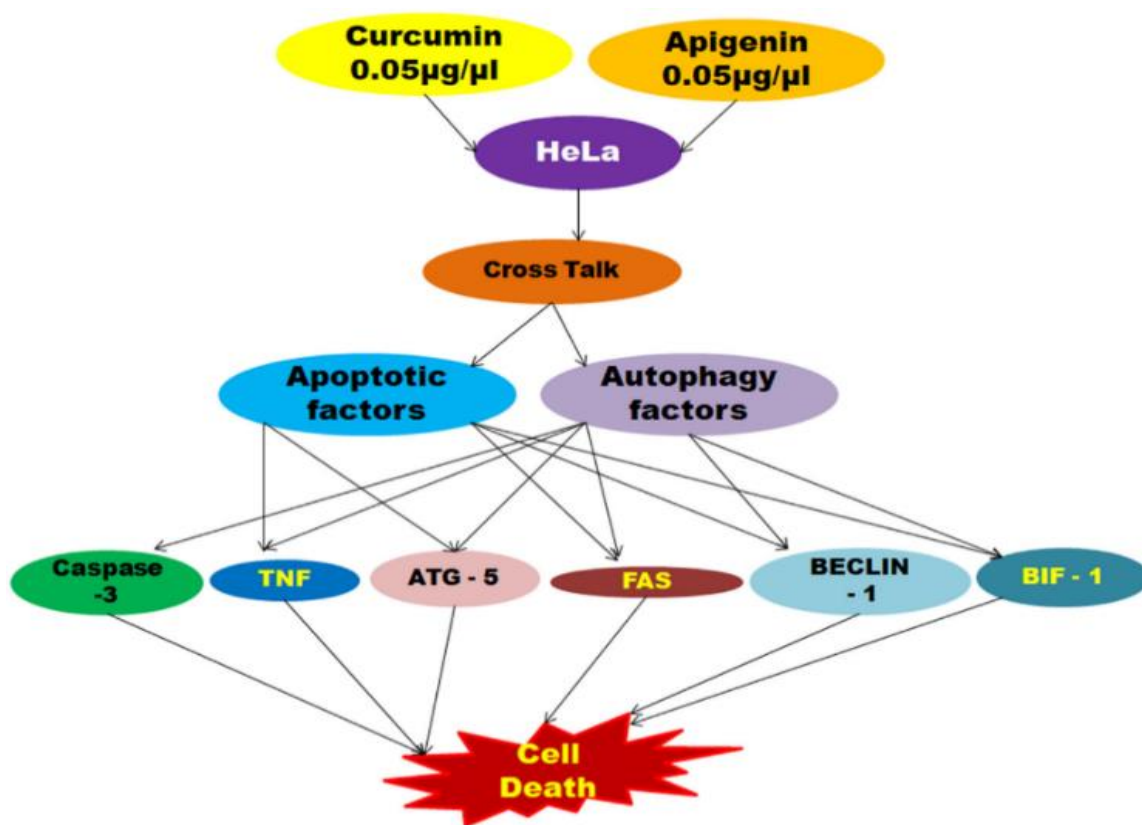 Curcumin
0.05µg/µl
Apigenin
0.05µg/µl
HeLa
Cross Talk
Apoptotic
factors
Autophagy
factors
Caspase
-3
TNF
ATG - 5
FAS
BECLIN
- 1
BIF - 1
Cell
Death